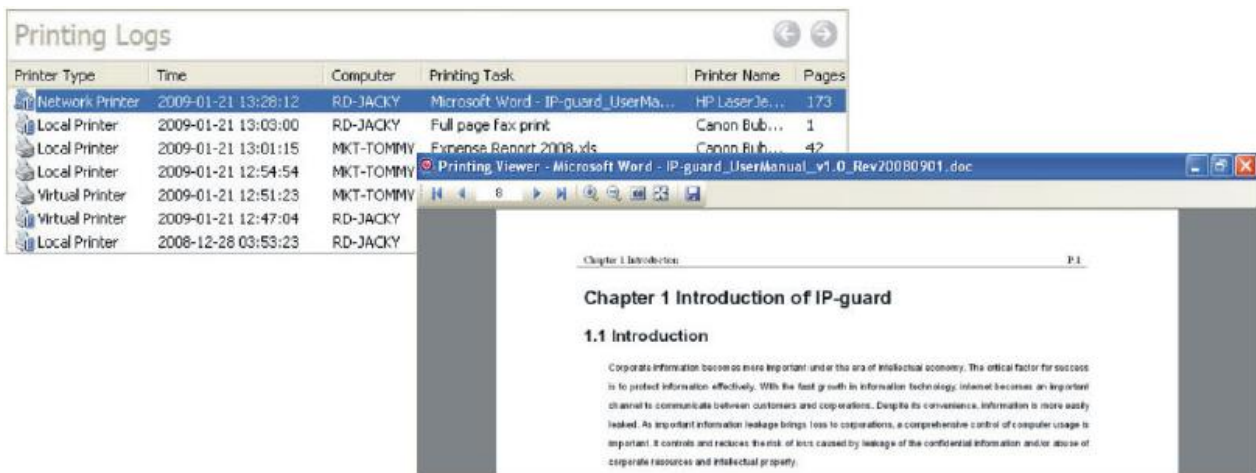 Printing Logs
Printer Type Time Computer Printing Task Printer Name Pages
Network Printer 2009-01-21 13:28:12 RD-JACKY Microsoft Word - IP-guard_UserMa... HP LaserJe... 173
Local Printer 2009-01-21 13:03:00 RD-JACKY Full page fax print Canon Bub... 1
Local Printer 2009-01-21 13:01:15 MKT-TOMMY Expense Report 2008.xls Canon Bub... 42
Local Printer 2009-01-21 12:54:54 MKT-TOMMY
Virtual Printer 2009-01-21 12:51:23 MKT-TOMMY
Virtual Printer 2009-01-21 12:47:04 RD-JACKY
Local Printer 2008-12-28 03:53:23 RD-JACKY
Printing Viewer - Microsoft Word - IP-guard_UserManual_v1.0_Rev20080901.doc
8
Chapter 1 Introduction P.1
Chapter 1 Introduction of IP-guard
1.1 Introduction
Corporate information becomes more important under the era of intellectual economy. The critical factor for success
is to protect information effectively. With the fast growth in information technology, internet becomes an important
channel to communicate between customers and corporations. Despite its convenience, information is more easily
leaked. As important information leakage brings loss to corporations, a comprehensive control of computer usage is
important. It controls and reduces the risk of loss caused by leakage of the confidential information and/or abuse of
corporate resources and intellectual property.